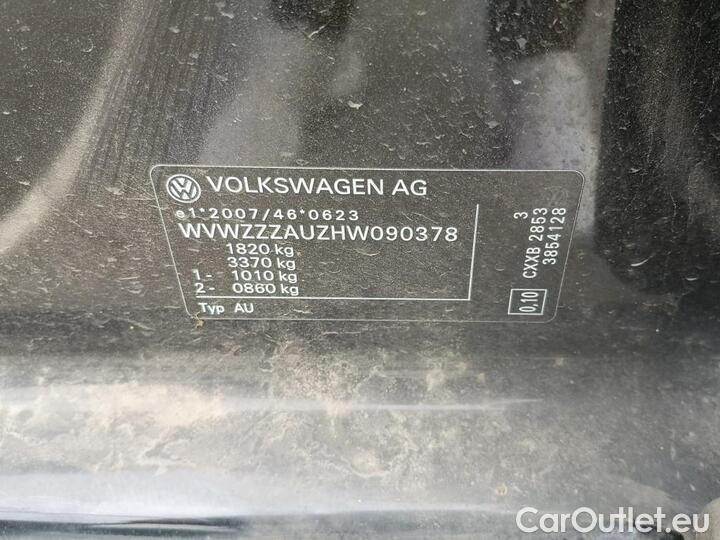 VOLKSWAGEN AG
e1*2007/46*0623
WVWZZZAUZHW090378
1820 kg
3370 kg
1- 1010 kg
2- 0860 kg
Typ AU
3
CXXB 2853
3854128
0,10
CarOutlet.eu